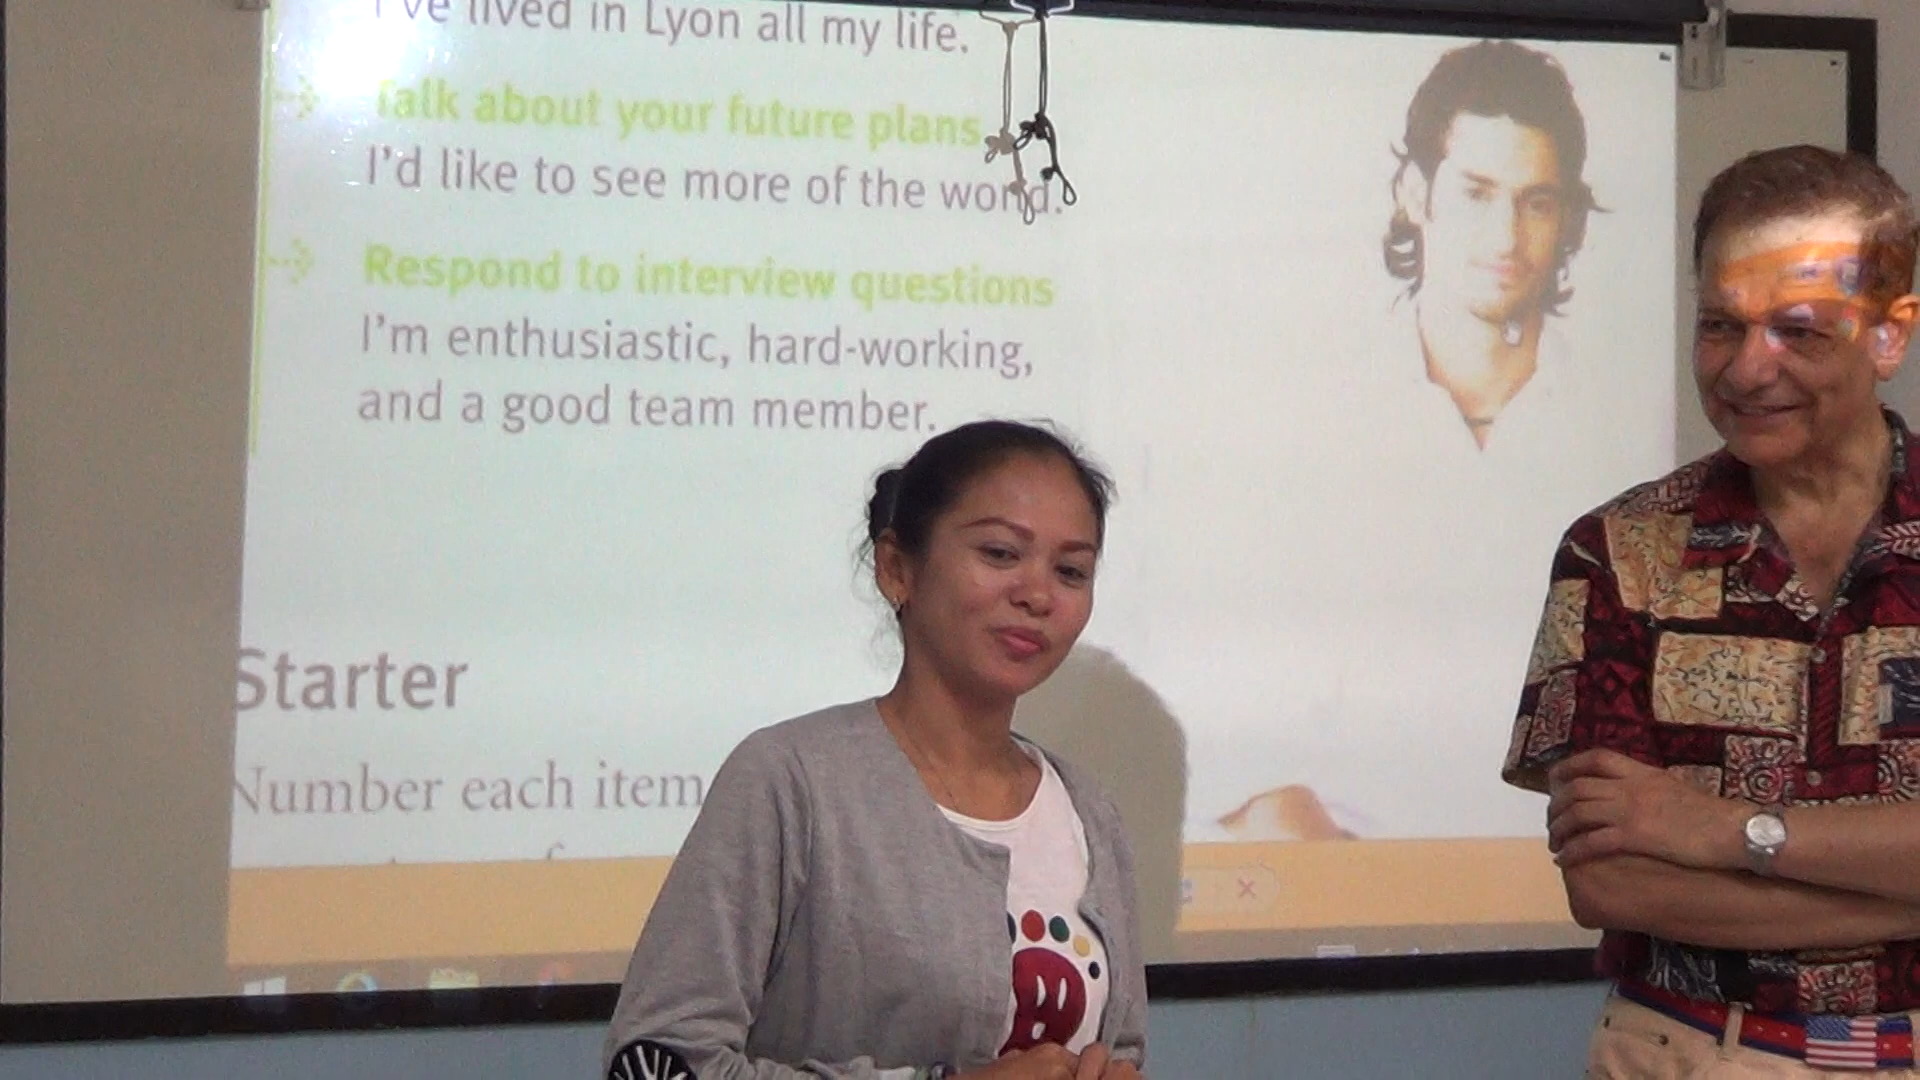 I've lived in Lyon all my life.
Talk about your future plans
I'd like to see more of the world.
Respond to interview questions
I'm enthusiastic, hard-working,
and a good team member.
Starter
Number each item